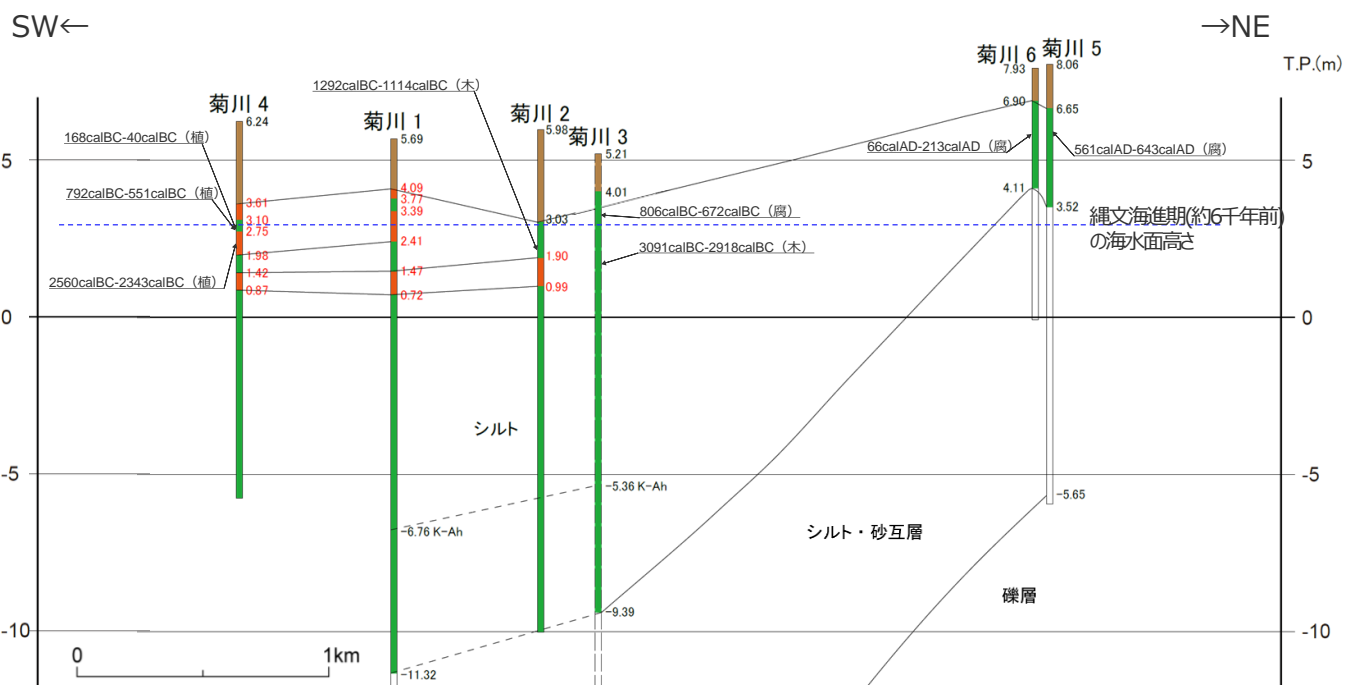 SW←
→NE
T.P.(m)
菊川 6
菊川 5
7.93
8.06
菊川 4
6.24
1292calBC-1114calBC（木）
菊川 1
5.69
菊川 2
5.98
菊川 3
5.21
6.90
6.65
168calBC-40calBC（植）
66calAD-213calAD（腐）
561calAD-643calAD（腐）
5
5
792calBC-551calBC（植）
4.09
4.01
4.11
3.61
3.77
3.52
3.10
3.39
3.03
806calBC-672calBC（腐）
縄文海進期(約6千年前)
の海水面高さ
2.75
2.41
3091calBC-2918calBC（木）
1.98
1.90
2560calBC-2343calBC（植）
1.42
1.47
0.87
0.72
0.99
0
0
シルト
-5
-5
-5.36 K-Ah
-5.65
-6.76 K-Ah
シルト・砂互層
礫層
-9.39
-10
-10
0
1km
-11.32